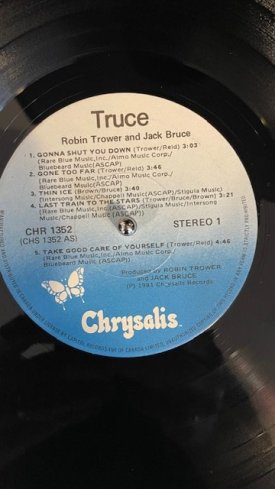 Truce
Robin Trower and Jack Bruce
1. GONNA SHUT YOU DOWN (Trower/Reid) 3:03
(Rare Blue Music,Inc./Aimo Music Corp./
Bluebeard Music(ASCAP)
2. GONE TOO FAR (Trower/Reid) 4:46
(Rare Blue Music,Inc./Aimo Music Corp./
Bluebeard Music(ASCAP)
3. THIN ICE (Brown/Bruce) 3:40
(Intersong Music/Chappell Music(ASCAP)/Stigula Music)
4. LAST TRAIN TO THE STARS (Trower/Bruce/Brown) 3:21
(Rare Blue Music,Inc(ASCAP)/Stigula Music/Intersong
Music/Chappell Music(ASCAP))
CHR 1352
STEREO 1
(CHS 1352 AS)
5. TAKE GOOD CARE OF YOURSELF (Trower/Reid) 4:46
(Rare Blue Music,Inc./Aimo Music Corp./
Bluebeard Music (ASCAP))
Produced by ROBIN TROWER
and JACK BRUCE
℗ 1981 Chrysalis Records
Chrysalis